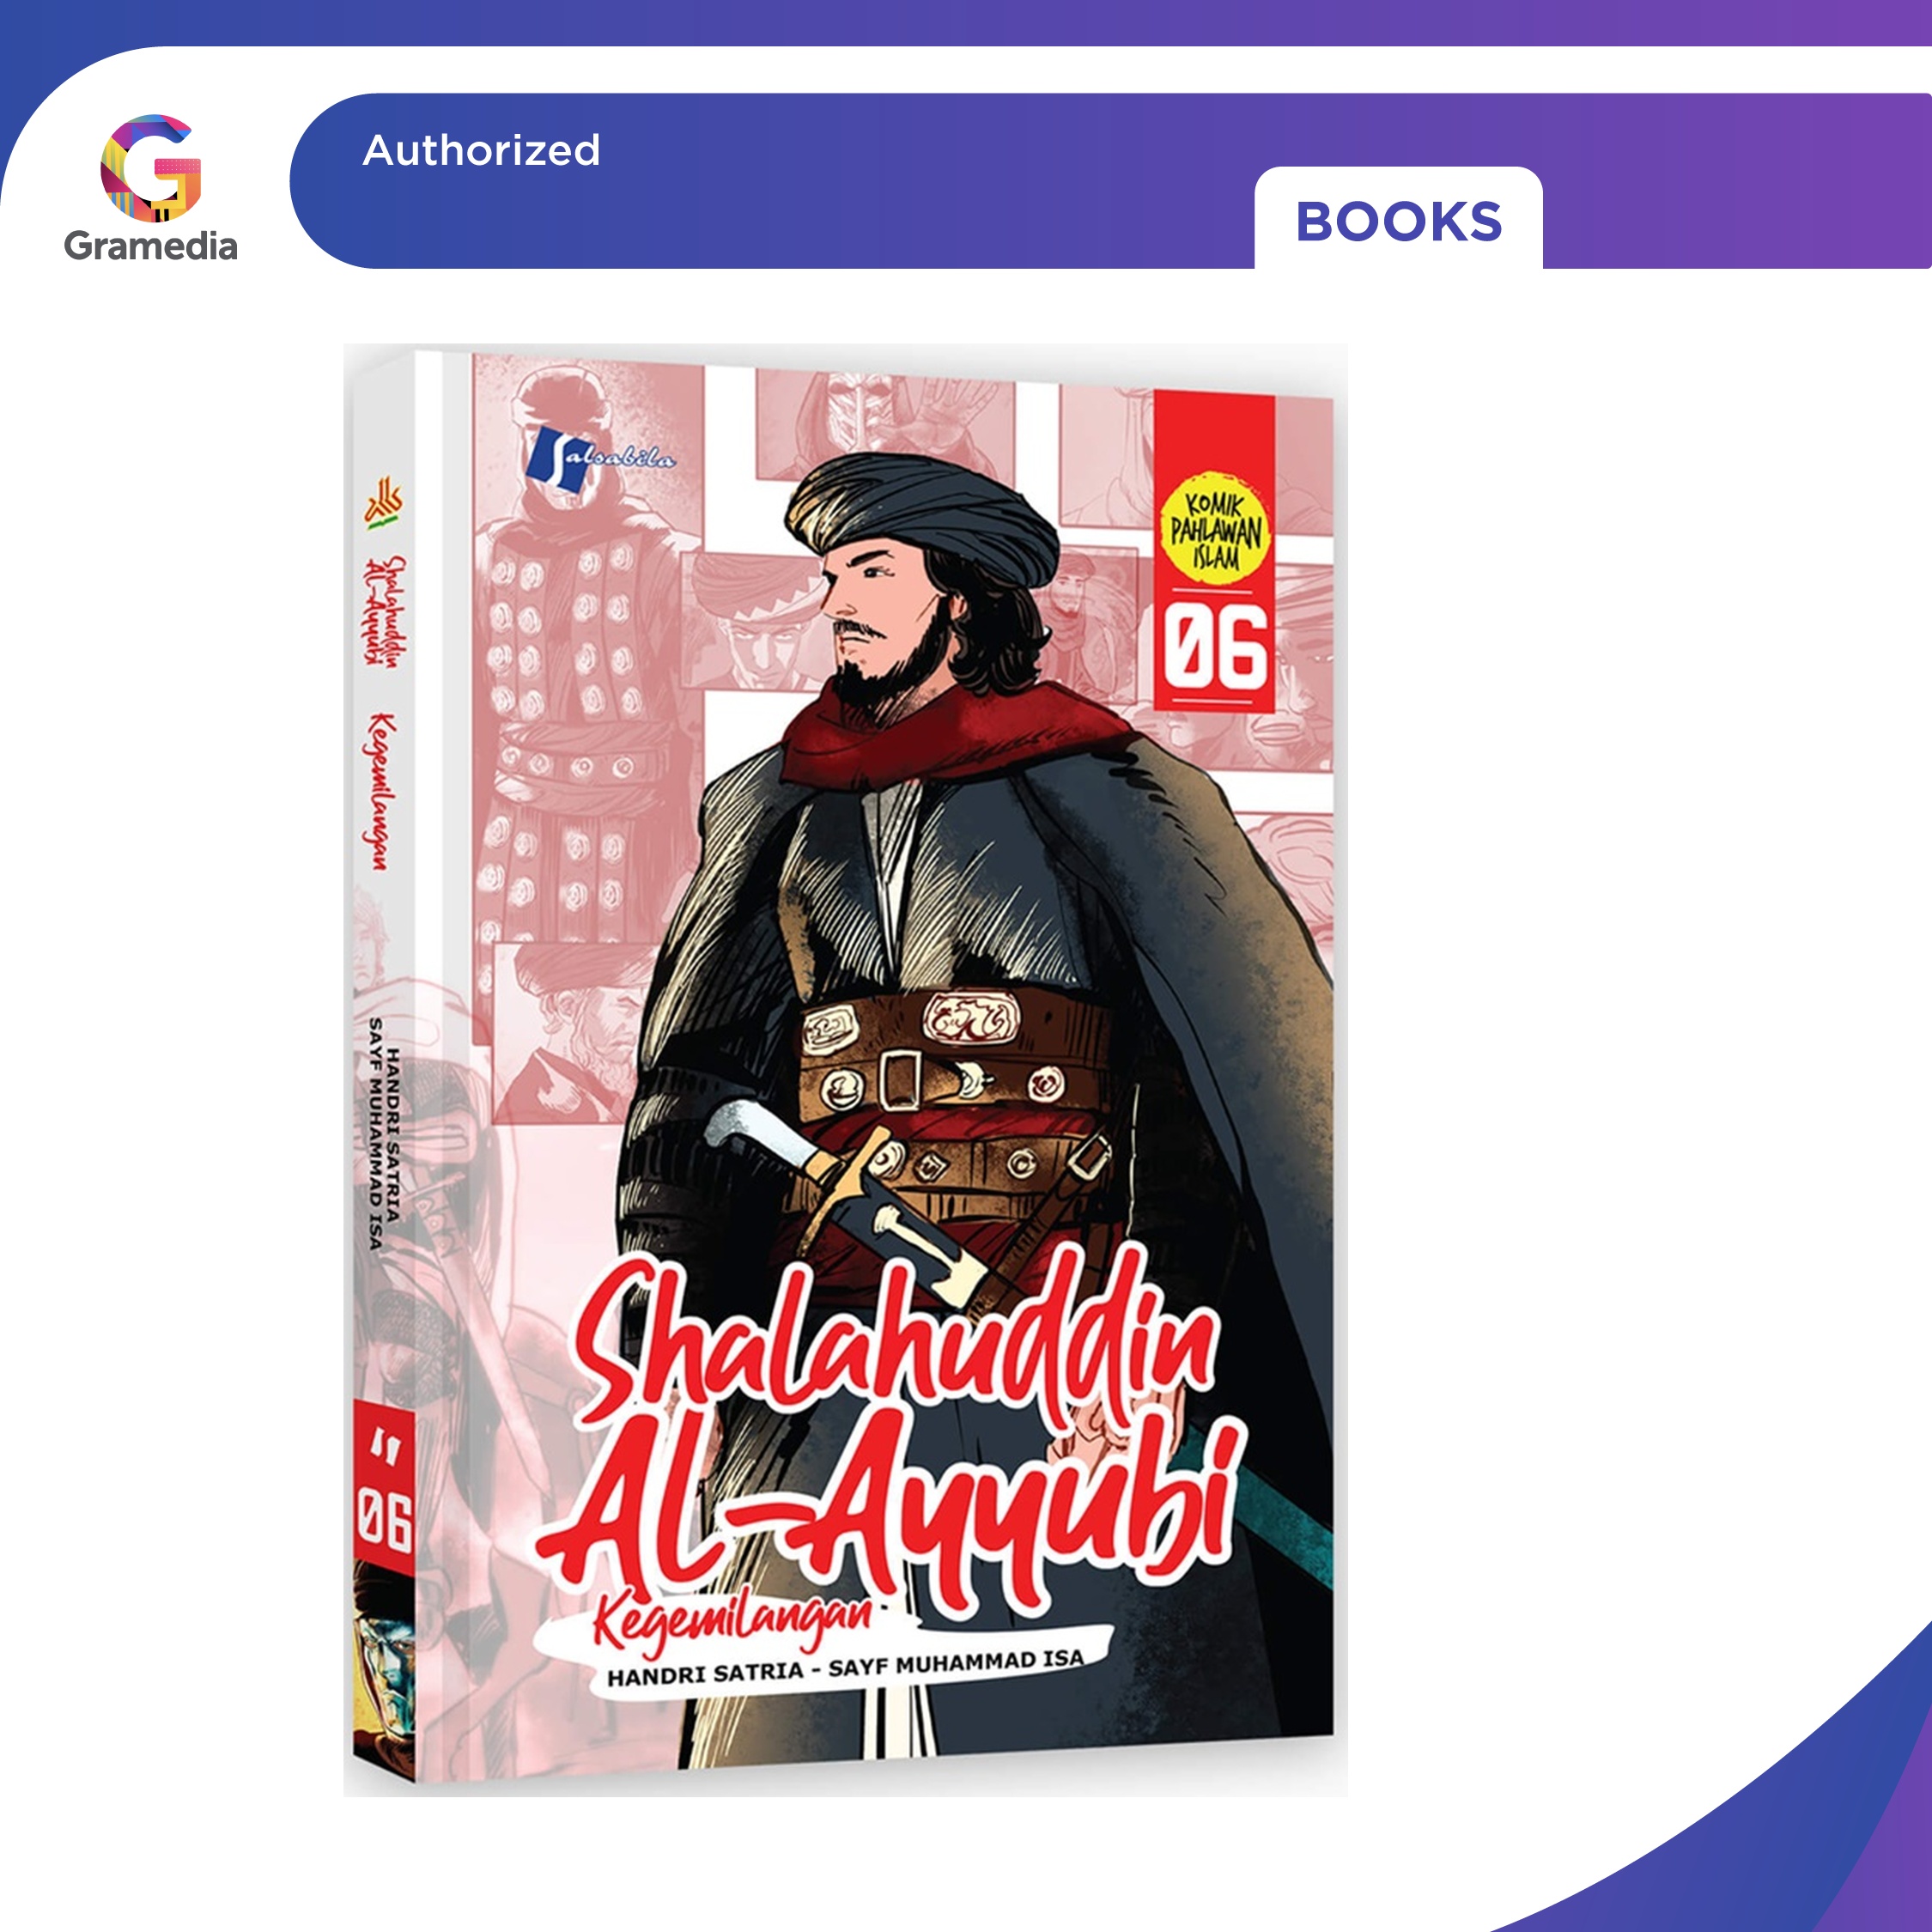 Gramedia
Authorized
BOOKS
Salsabila
KOMIK
PAHLAWAN
ISLAM
06
Shalahuddin
Al-Ayyubi
Kegemilangan
HANDRI SATRIA - SAYF MUHAMMAD ISA
Shalahuddin
Al-Ayyubi
Kegemilangan
HANDRI SATRIA
SAYF MUHAMMAD ISA
06